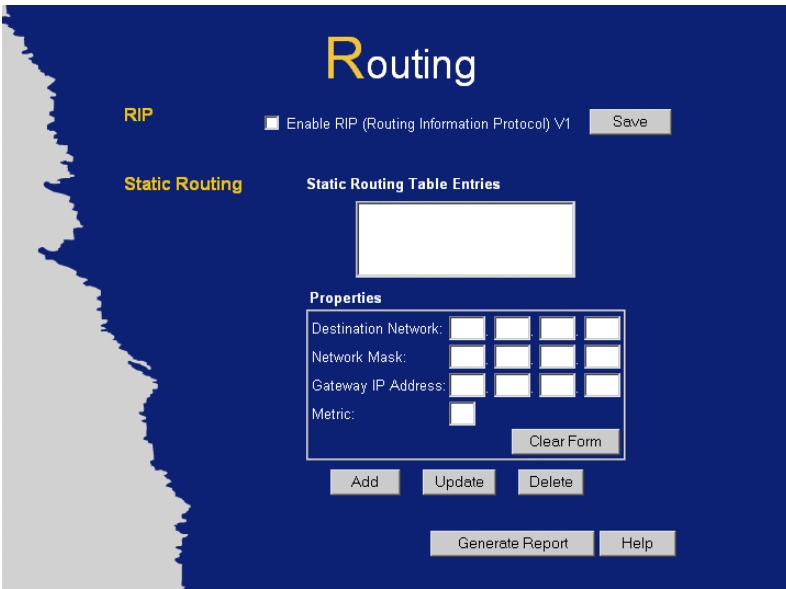 Routing
RIP
Enable RIP (Routing Information Protocol) V1
Save
Static Routing
Static Routing Table Entries
Properties
Destination Network:
Network Mask:
Gateway IP Address:
Metric:
Clear Form
Add
Update
Delete
Generate Report
Help